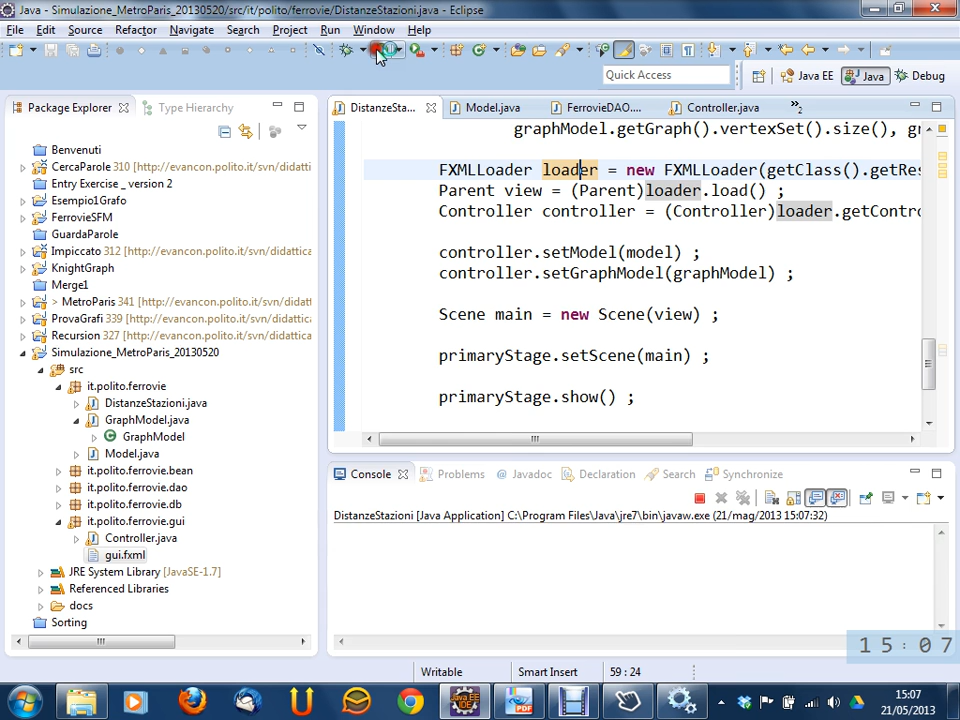 Java - Simulazione_MetroParis_20130520/src/it/polito/ferrovie/DistanzeStazioni.java - Eclipse
File Edit Source Refactor Navigate Search Project Run Window Help
Quick Access
Java EE Java Debug
Package Explorer Type Hierarchy
Benvenuti
CercaParole 310 [http://evancon.polito.it/svn/didatti
Entry Exercise _ version 2
Esempio1Grafo
FerrovieSFM
GuardaParole
Impiccato 312 [http://evancon.polito.it/svn/didattica
KnightGraph
Merge1
> MetroParis 341 [http://evancon.polito.it/svn/didatt
ProvaGrafi 339 [http://evancon.polito.it/svn/didattic
Recursion 327 [http://evancon.polito.it/svn/didattica
Simulazione_MetroParis_20130520
src
it.polito.ferrovie
DistanzeStazioni.java
GraphModel.java
GraphModel
Model.java
it.polito.ferrovie.bean
it.polito.ferrovie.dao
it.polito.ferrovie.db
it.polito.ferrovie.gui
Controller.java
gui.fxml
JRE System Library [JavaSE-1.7]
Referenced Libraries
docs
Sorting
DistanzeSta... Model.java FerrovieDAO.... Controller.java »2
graphModel.getGraph().vertexSet().size(), gr
FXMLLoader loader = new FXMLLoader(getClass().getRes
Parent view = (Parent)loader.load() ;
Controller controller = (Controller)loader.getContro
controller.setModel(model) ;
controller.setGraphModel(graphModel) ;
Scene main = new Scene(view) ;
primaryStage.setScene(main) ;
primaryStage.show() ;
Console Problems Javadoc Declaration Search Synchronize
DistanzeStazioni [Java Application] C:\Program Files\Java\jre7\bin\javaw.exe (21/mag/2013 15:07:32)
15:07
Writable Smart Insert 59 : 24
15:07
21/05/2013